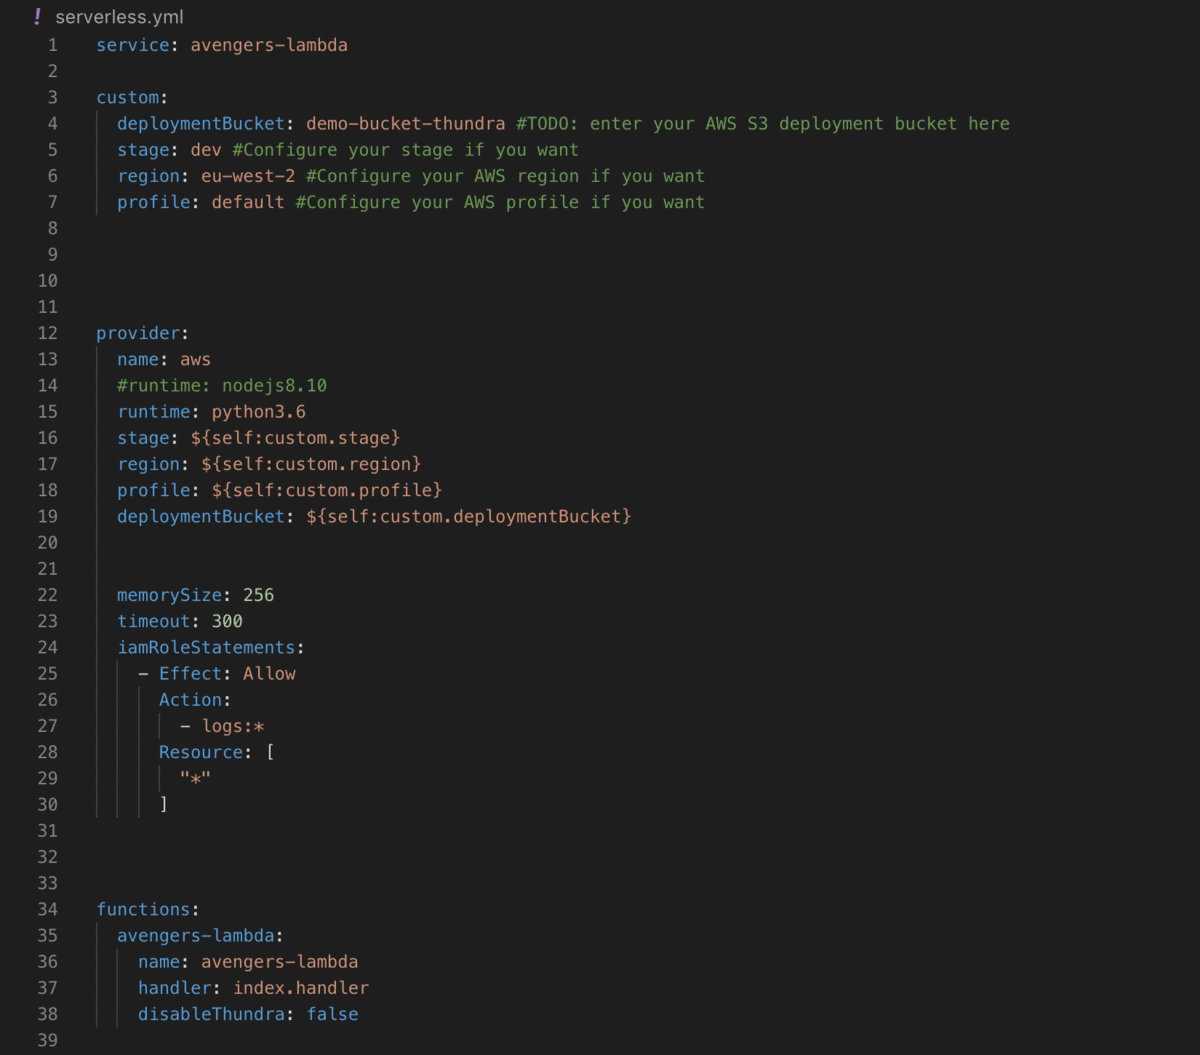 ! serverless.yml
1 service: avengers-lambda
2
3 custom:
4   deploymentBucket: demo-bucket-thundra #TODO: enter your AWS S3 deployment bucket here
5   stage: dev #Configure your stage if you want
6   region: eu-west-2 #Configure your AWS region if you want
7   profile: default #Configure your AWS profile if you want
8
9
10
11
12 provider:
13   name: aws
14   #runtime: nodejs8.10
15   runtime: python3.6
16   stage: ${self:custom.stage}
17   region: ${self:custom.region}
18   profile: ${self:custom.profile}
19   deploymentBucket: ${self:custom.deploymentBucket}
20
21
22   memorySize: 256
23   timeout: 300
24   iamRoleStatements:
25     - Effect: Allow
26       Action:
27         - logs:*
28       Resource: [
29         "*"
30       ]
31
32
33
34 functions:
35   avengers-lambda:
36     name: avengers-lambda
37     handler: index.handler
38     disableThundra: false
39